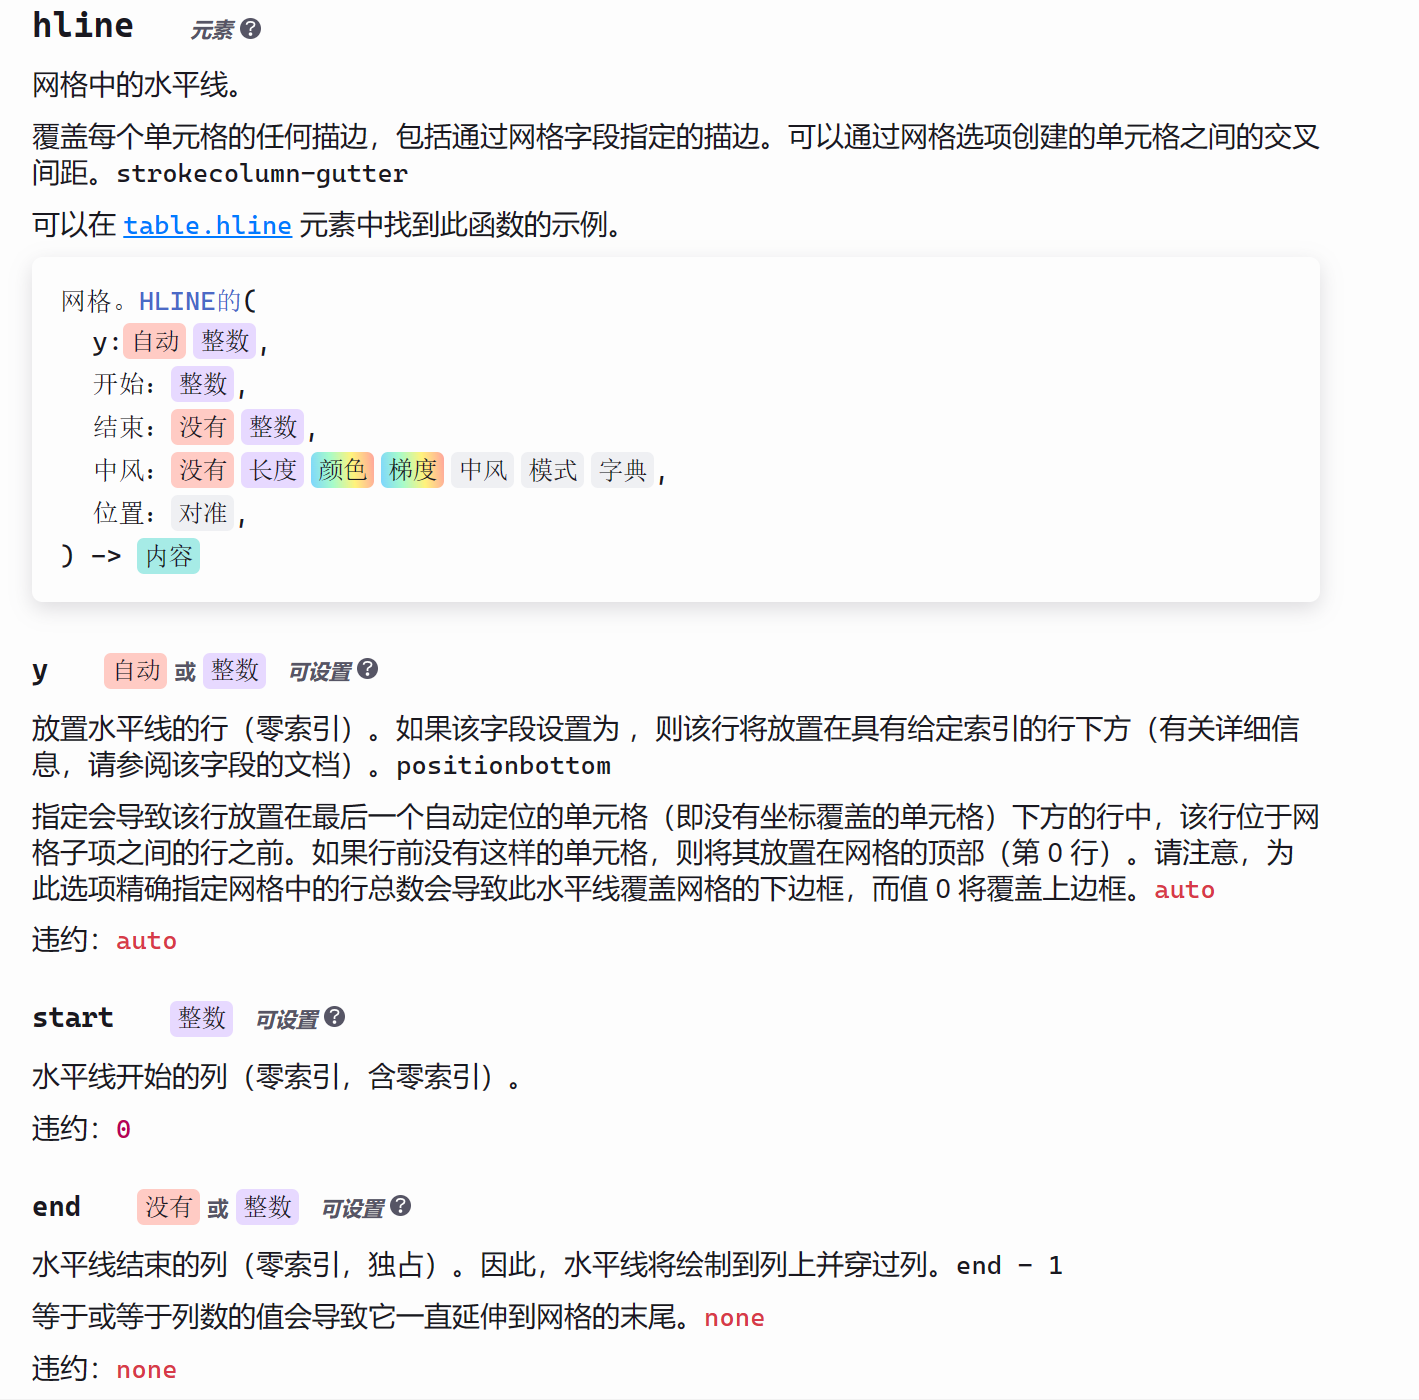 hline 元素 ?
网格中的水平线。
覆盖每个单元格的任何描边，包括通过网格字段指定的描边。可以通过网格选项创建的单元格之间的交叉
间距。strokecolumn-gutter
可以在 table.hline 元素中找到此函数的示例。
网格。HLINE的(
y:自动 整数,
开始：整数,
结束：没有 整数,
中风：没有 长度 颜色 梯度 中风 模式 字典,
位置：对准,
) -> 内容
y 自动 或 整数 可设置 ?
放置水平线的行（零索引）。如果该字段设置为 ，则该行将放置在具有给定索引的行下方（有关详细信
息，请参阅该字段的文档）。positionbottom
指定会导致该行放置在最后一个自动定位的单元格（即没有坐标覆盖的单元格）下方的行中，该行位于网
格子项之间的行之前。如果行前没有这样的单元格，则将其放置在网格的顶部（第 0 行）。请注意，为
此选项精确指定网格中的行总数会导致此水平线覆盖网格的下边框，而值 0 将覆盖上边框。auto
违约：auto
start 整数 可设置 ?
水平线开始的列（零索引，含零索引）。
违约：0
end 没有 或 整数 可设置 ?
水平线结束的列（零索引，独占）。因此，水平线将绘制到列上并穿过列。end - 1
等于或等于列数的值会导致它一直延伸到网格的末尾。none
违约：none